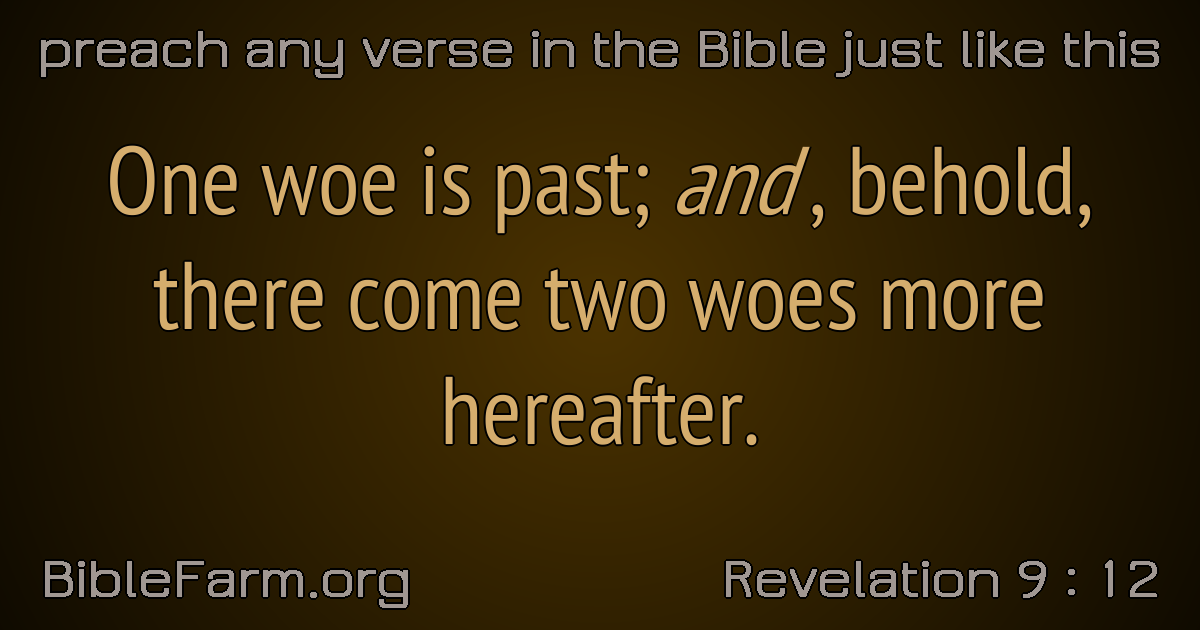 preach any verse in the Bible just like this
One woe is past; and , behold,
there come two woes more
hereafter.
BibleFarm.org
Revelation 9 : 12